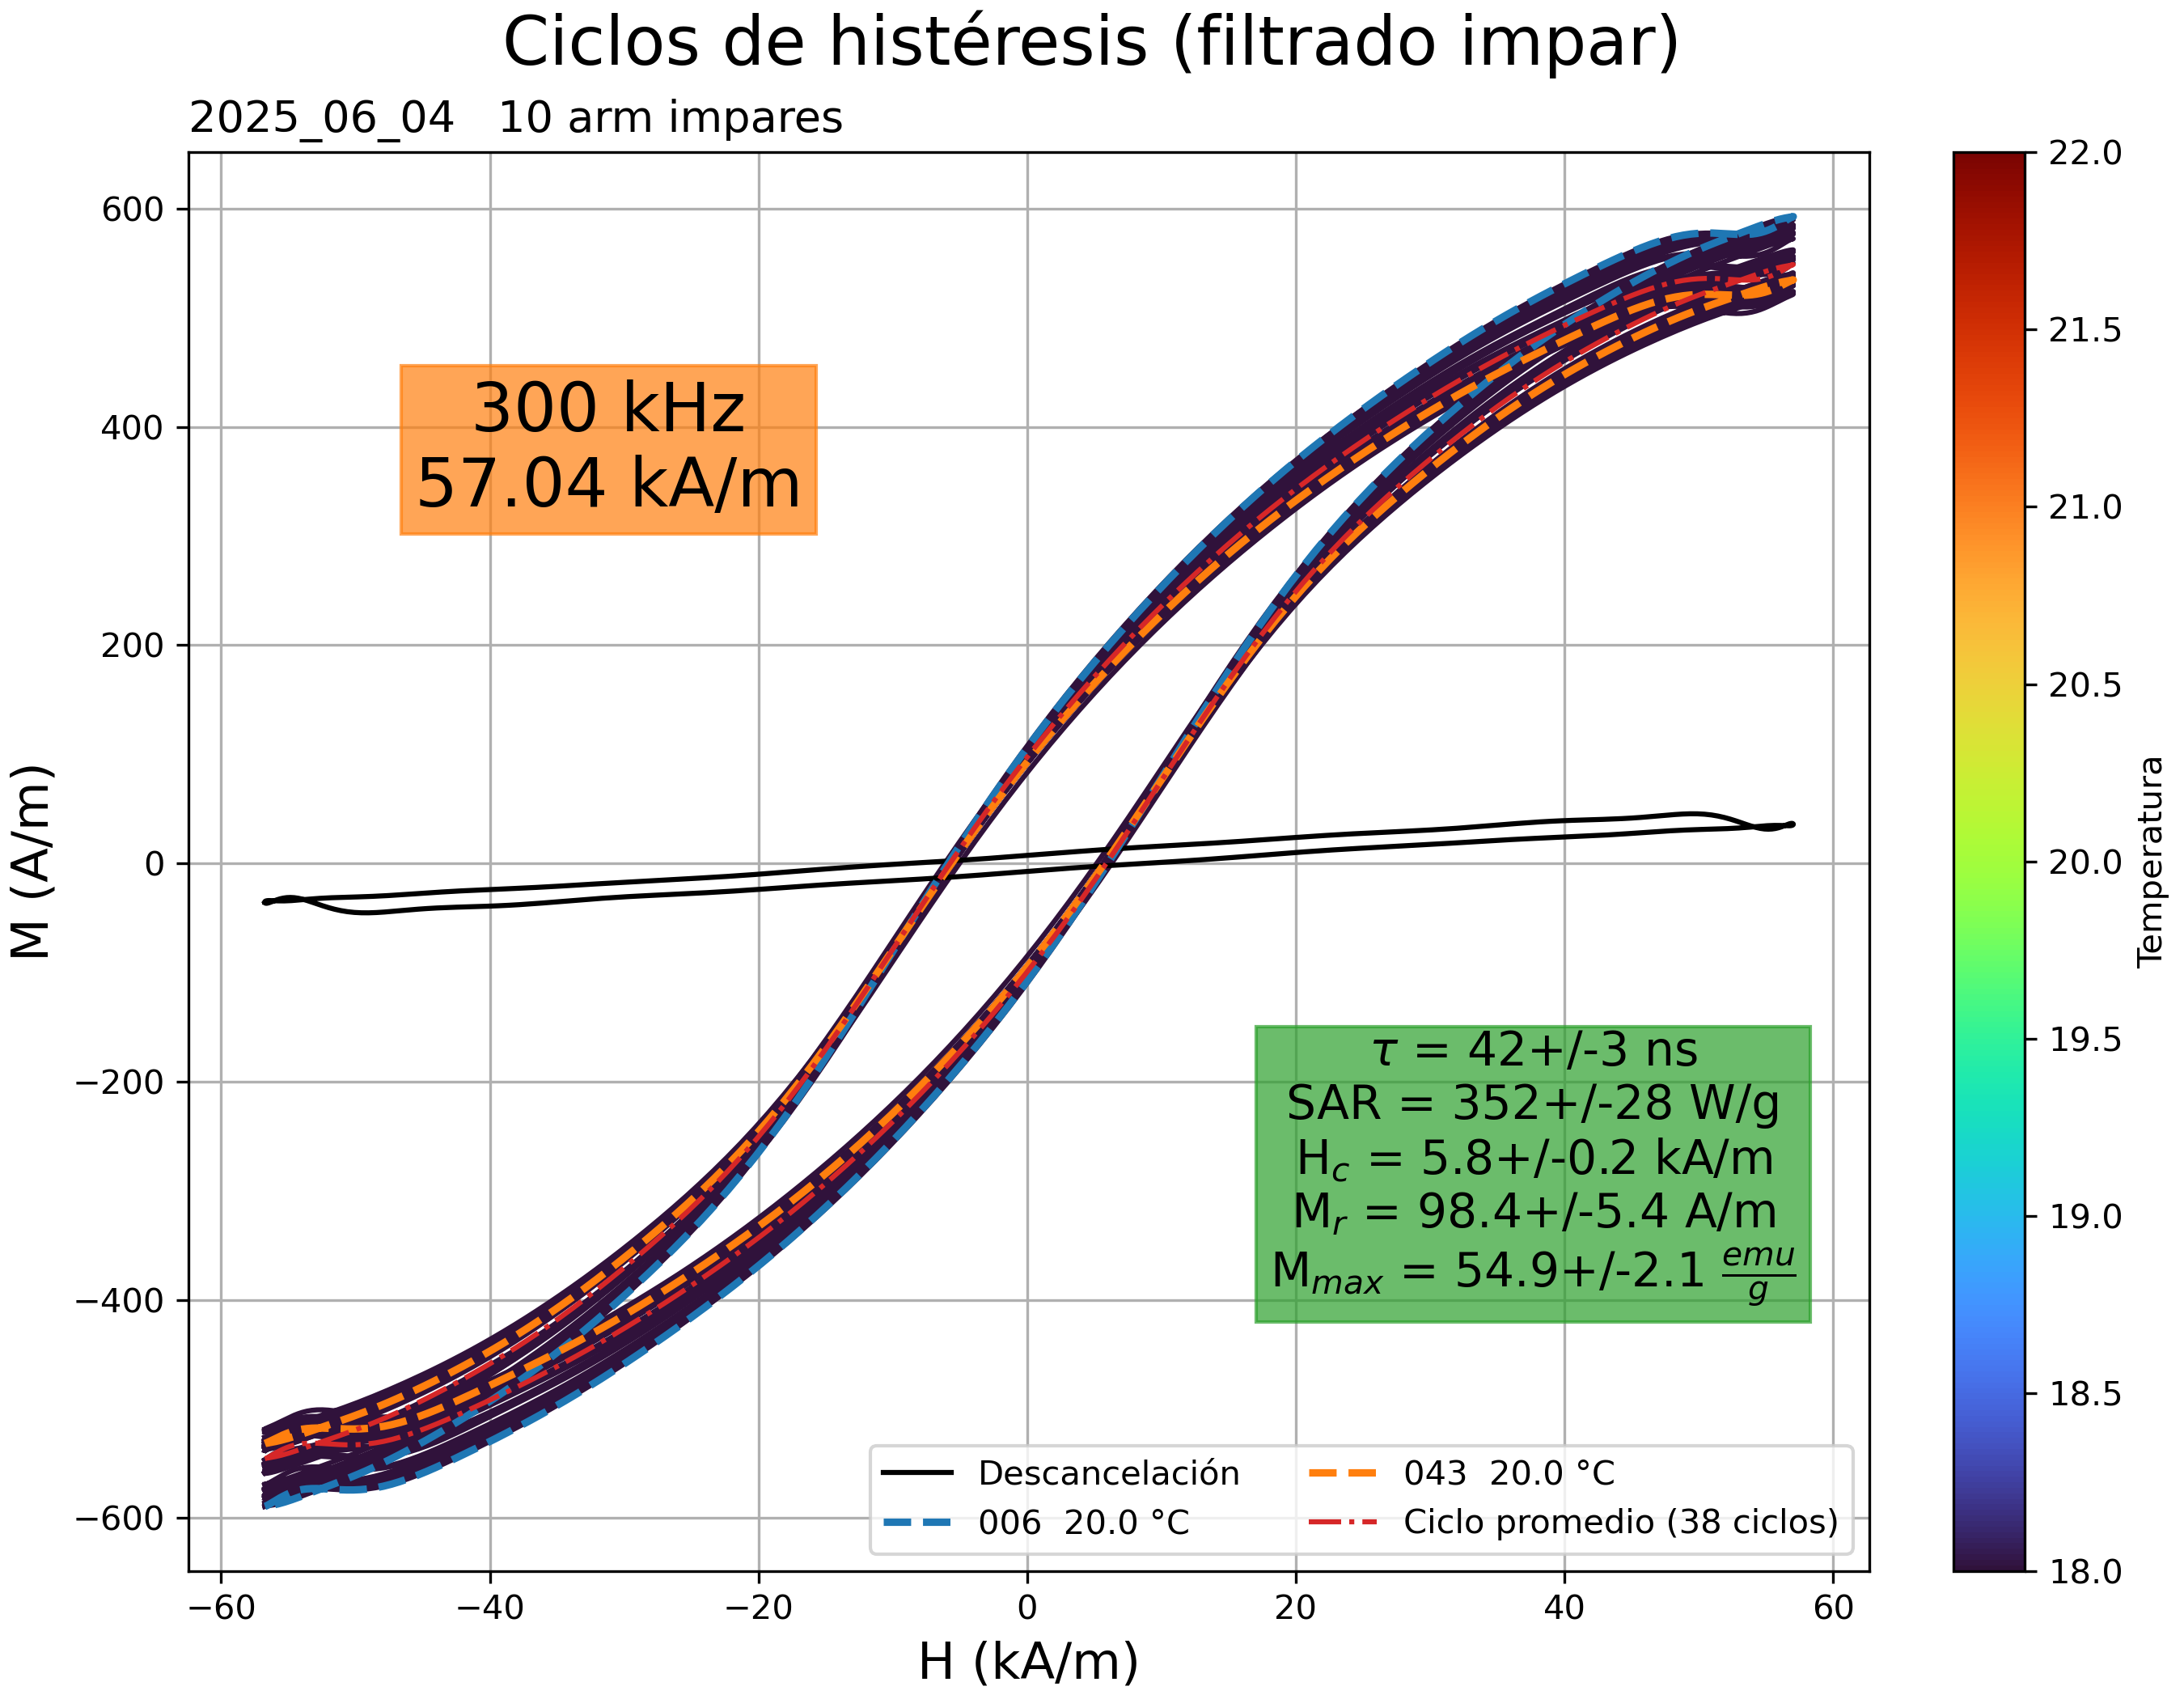 Ciclos de histéresis (filtrado impar)
2025_06_04   10 arm impares
600
400
200
0
−200
−400
−600
M (A/m)
300 kHz
57.04 kA/m
τ = 42+/-3 ns
SAR = 352+/-28 W/g
H_c = 5.8+/-0.2 kA/m
M_r = 98.4+/-5.4 A/m
M_max = 54.9+/-2.1 emu/g
Descancelación
006  20.0 °C
043  20.0 °C
Ciclo promedio (38 ciclos)
−60 −40 −20 0 20 40 60
H (kA/m)
22.0
21.5
21.0
20.5
20.0
19.5
19.0
18.5
18.0
Temperatura